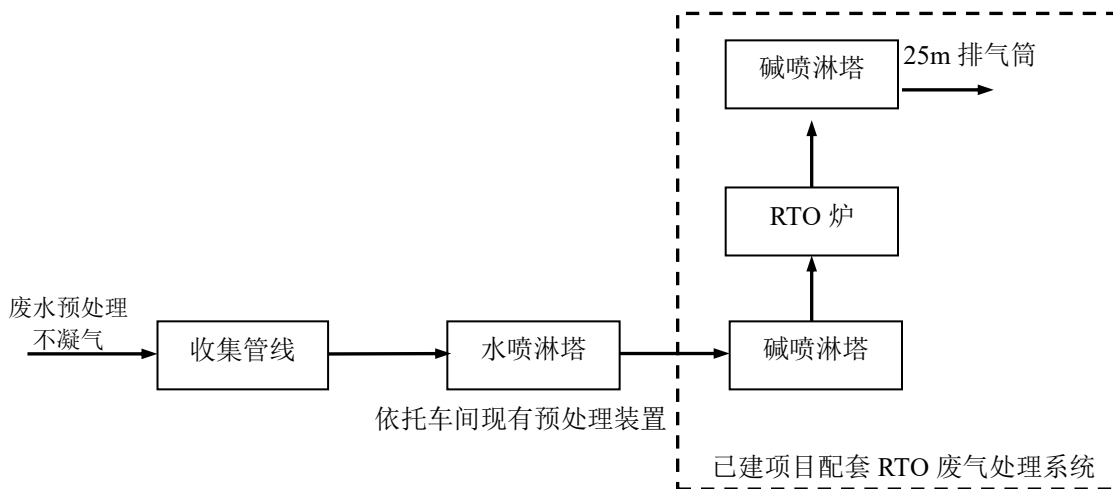 碱喷淋塔
25m 排气筒
RTO 炉
废水预处理
不凝气
收集管线
水喷淋塔
碱喷淋塔
依托车间现有预处理装置
已建项目配套 RTO 废气处理系统